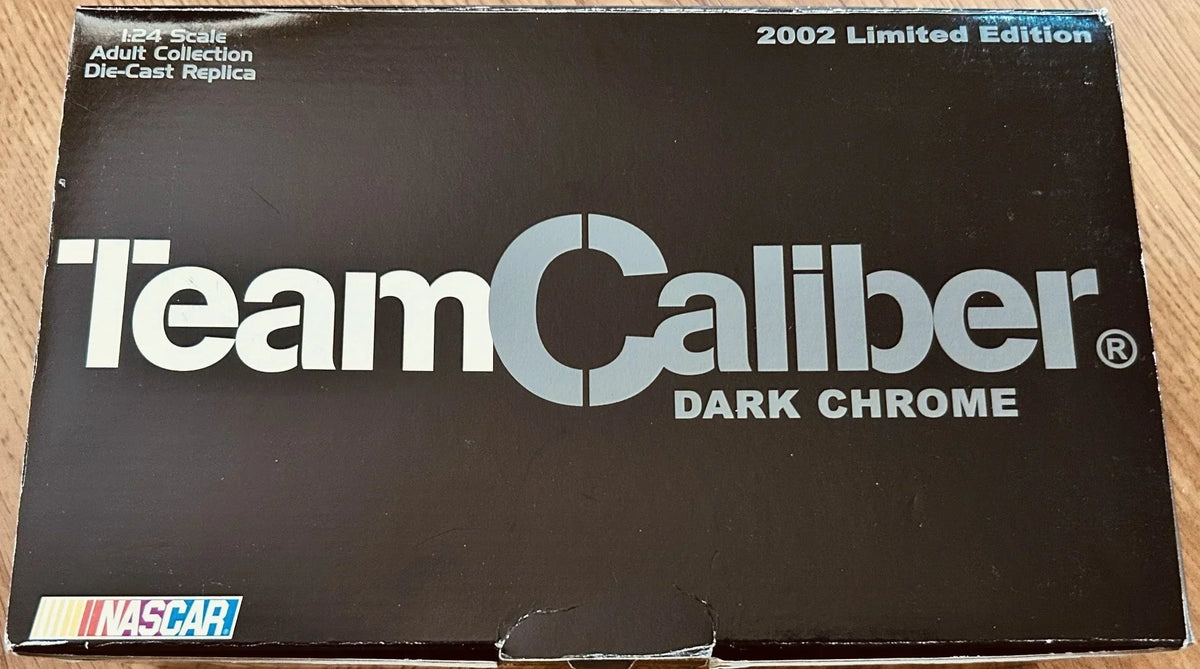 1:24 Scale
Adult Collection
Die-Cast Replica
2002 Limited Edition
TeamCaliber®
DARK CHROME
NASCAR®